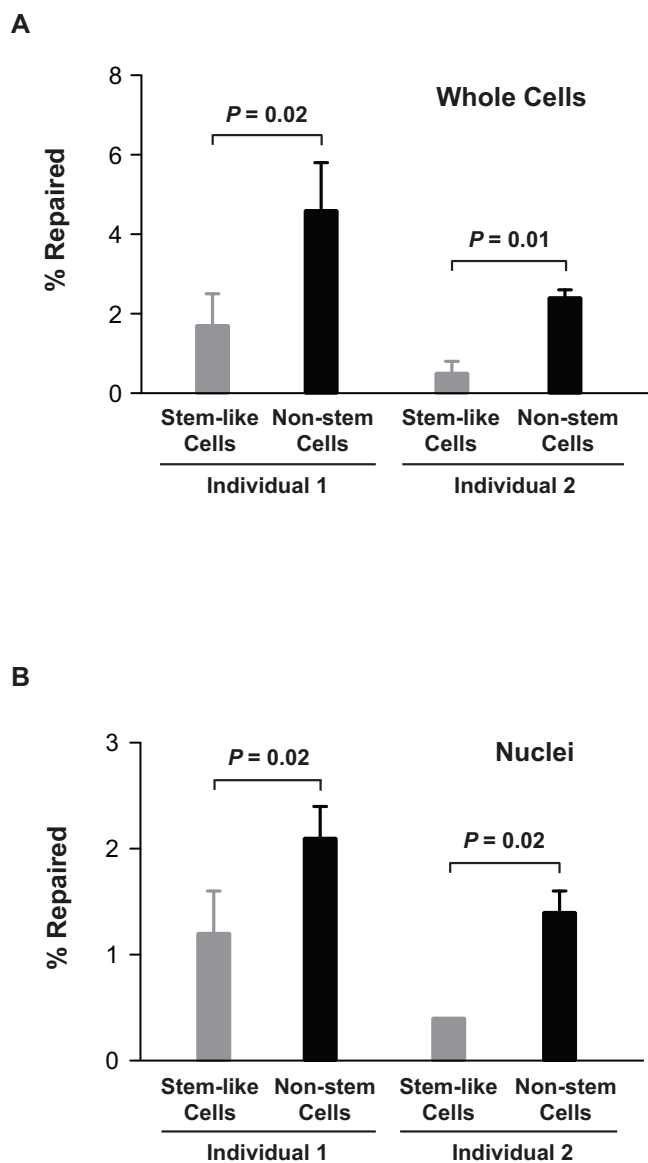 A
Whole Cells
% Repaired
8
6
4
2
0
P = 0.02
P = 0.01
Stem-like Cells
Non-stem Cells
Stem-like Cells
Non-stem Cells
Individual 1
Individual 2
B
Nuclei
% Repaired
3
2
1
0
P = 0.02
P = 0.02
Stem-like Cells
Non-stem Cells
Stem-like Cells
Non-stem Cells
Individual 1
Individual 2